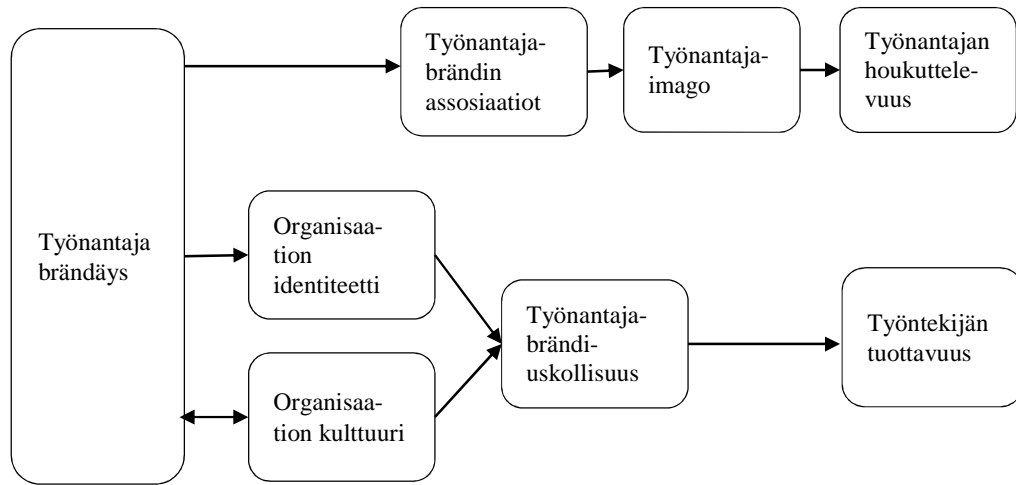 Työnantaja-
brändin
assosiaatiot
Työnantaja-
imago
Työnantajan
houkuttele-
vuus
Työnantaja
brändäys
Organisaa-
tion
identiteetti
Organisaa-
tion kulttuuri
Työnantaja-
brändi-
uskollisuus
Työntekijän
tuottavuus